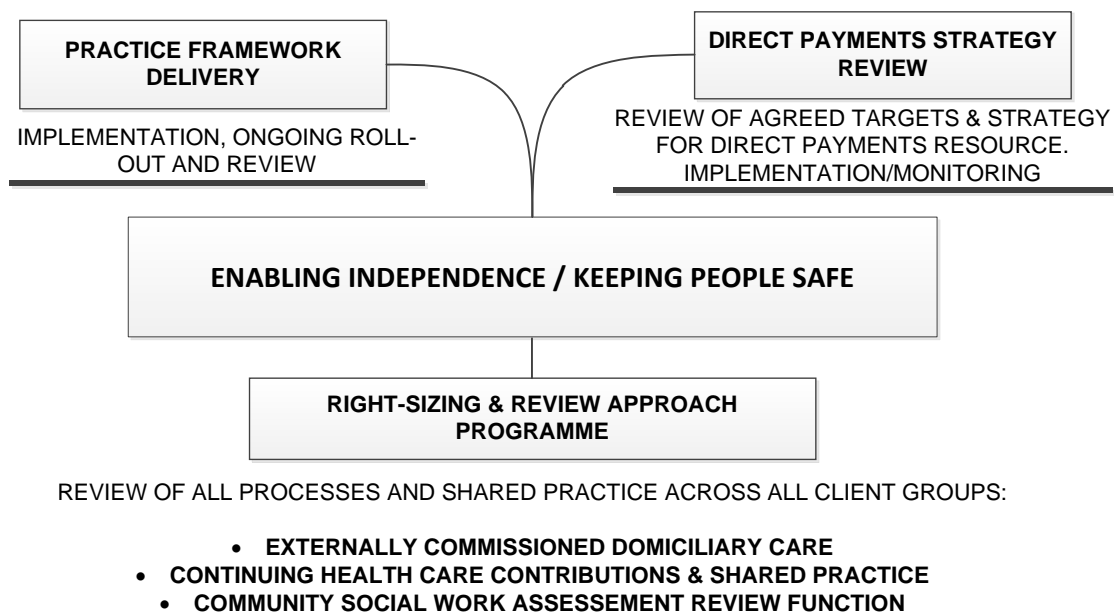 PRACTICE FRAMEWORK
DELIVERY
IMPLEMENTATION, ONGOING ROLL-
OUT AND REVIEW
DIRECT PAYMENTS STRATEGY
REVIEW
REVIEW OF AGREED TARGETS & STRATEGY
FOR DIRECT PAYMENTS RESOURCE.
IMPLEMENTATION/MONITORING
ENABLING INDEPENDENCE / KEEPING PEOPLE SAFE
RIGHT-SIZING & REVIEW APPROACH
PROGRAMME
REVIEW OF ALL PROCESSES AND SHARED PRACTICE ACROSS ALL CLIENT GROUPS:
• EXTERNALLY COMMISSIONED DOMICILIARY CARE
• CONTINUING HEALTH CARE CONTRIBUTIONS & SHARED PRACTICE
• COMMUNITY SOCIAL WORK ASSESSEMENT REVIEW FUNCTION